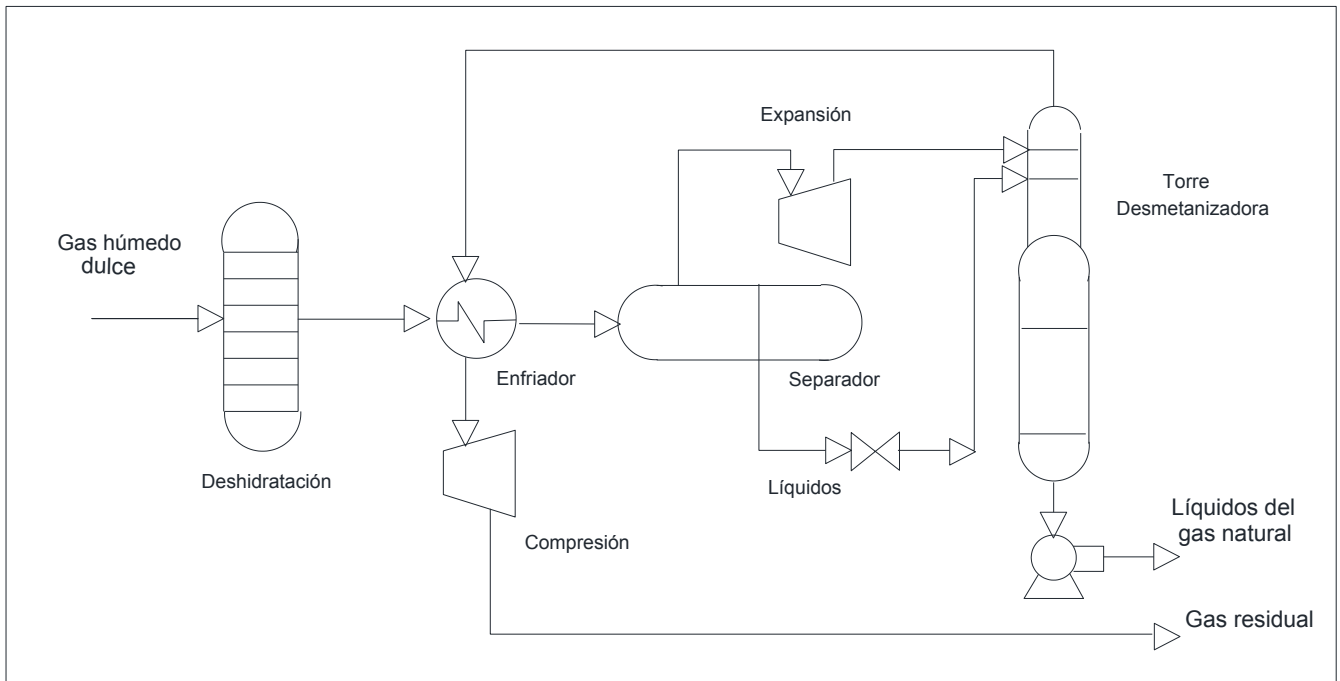 Expansión
Torre
Desmetanizadora
Gas húmedo
dulce
Enfriador
Separador
Deshidratación
Líquidos
Compresión
Líquidos del
gas natural
Gas residual